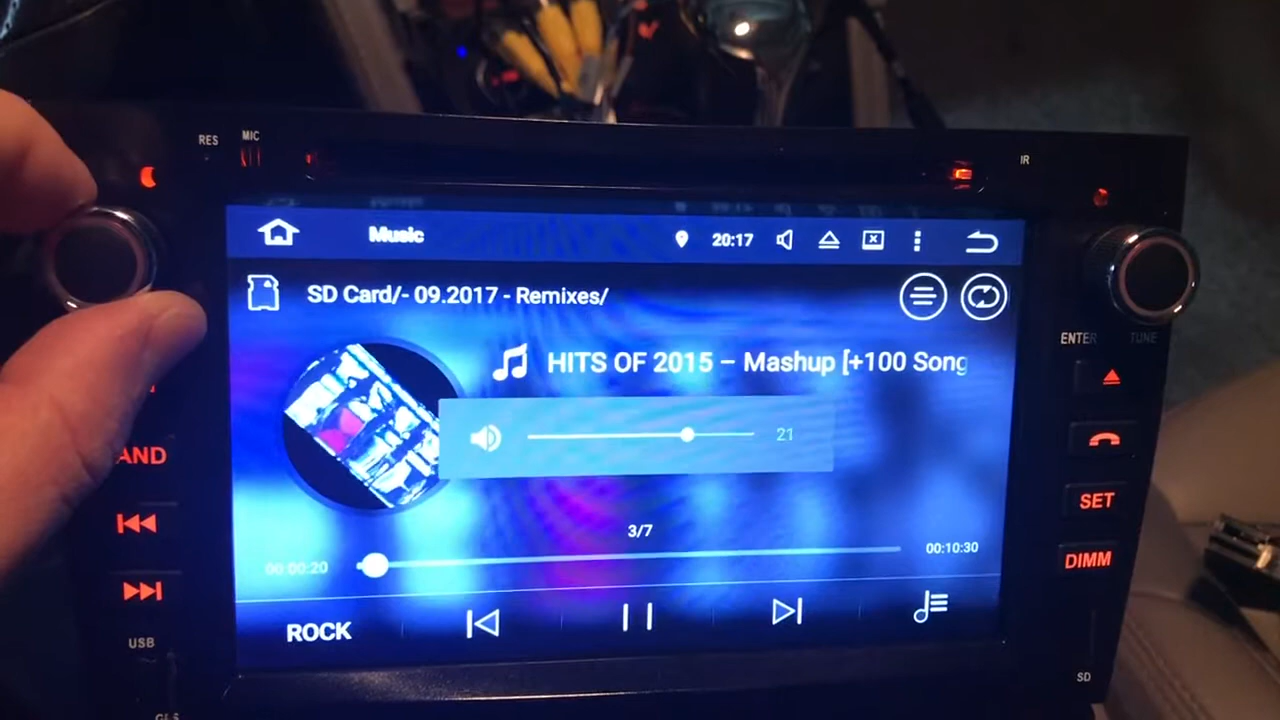 RES
MIC
IR
Music
20:17
SD Card/- 09.2017 - Remixes/
HITS OF 2015 – Mashup [+100 Song
21
3/7
00:00:20
00:10:30
ROCK
AND
USB
ENTER
TUNE
SET
DIMM
SD